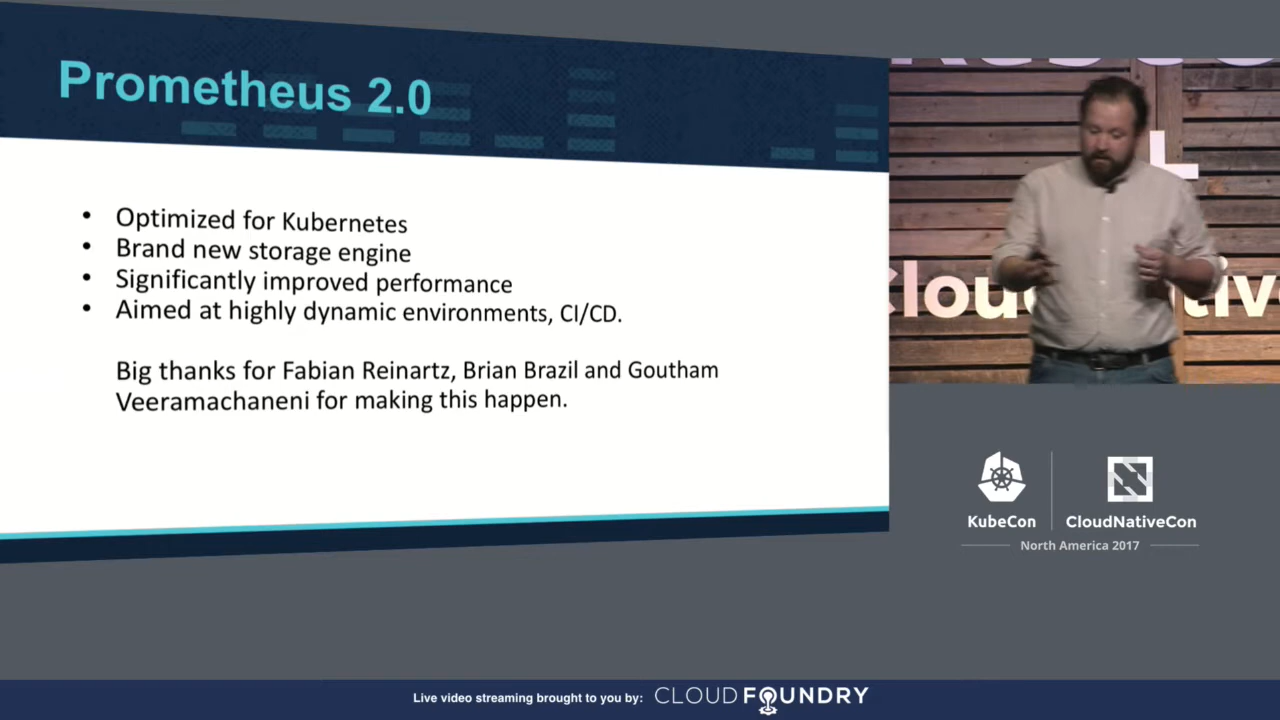 Prometheus 2.0
• Optimized for Kubernetes
• Brand new storage engine
• Significantly improved performance
• Aimed at highly dynamic environments, CI/CD.
Big thanks for Fabian Reinartz, Brian Brazil and Goutham
Veeramachaneni for making this happen.
KubeCon
CloudNativeCon
North America 2017
Live video streaming brought to you by: CLOUD FOUNDRY